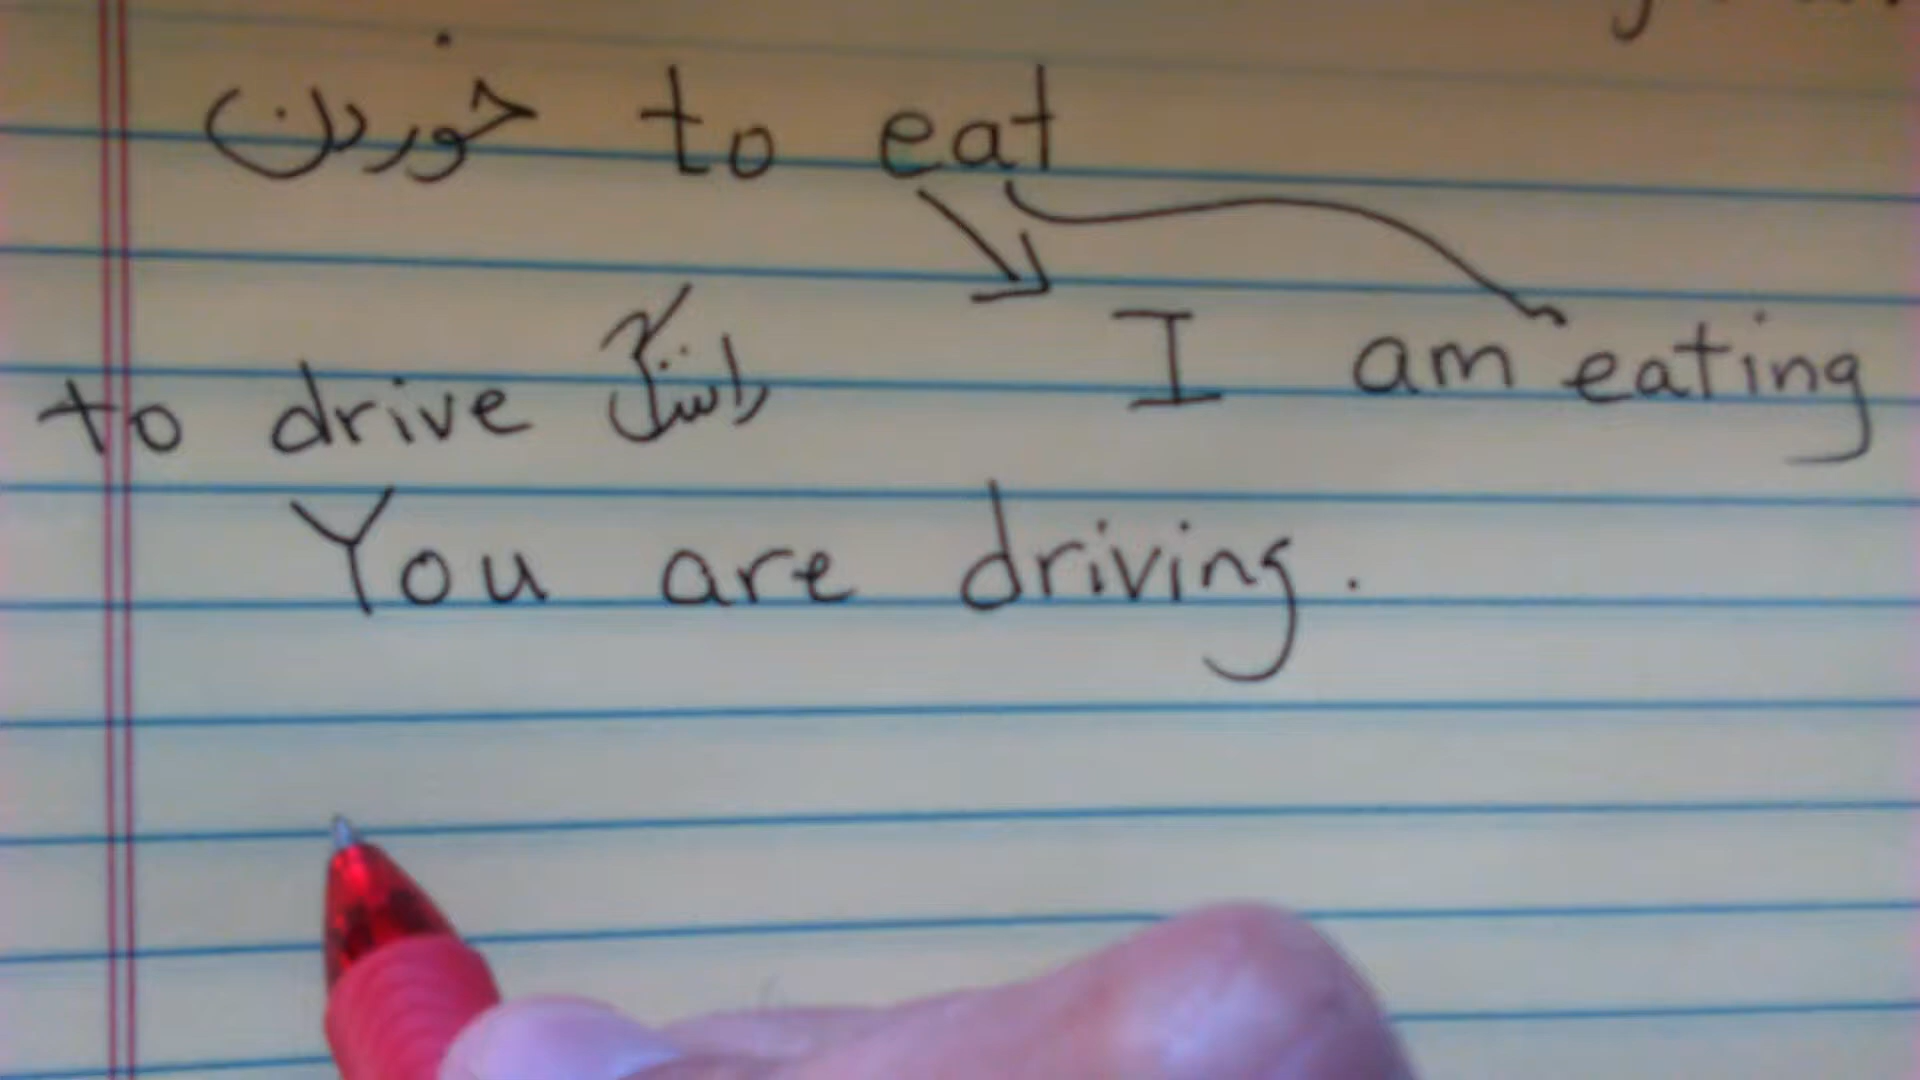 خوردن to eat
I am eating
to drive
You are driving.